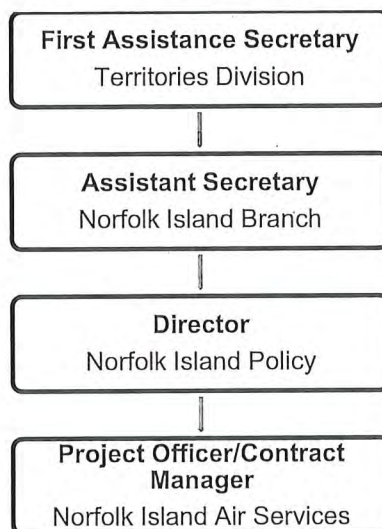 First Assistance Secretary
Territories Division
Assistant Secretary
Norfolk Island Branch
Director
Norfolk Island Policy
Project Officer/Contract
Manager
Norfolk Island Air Services